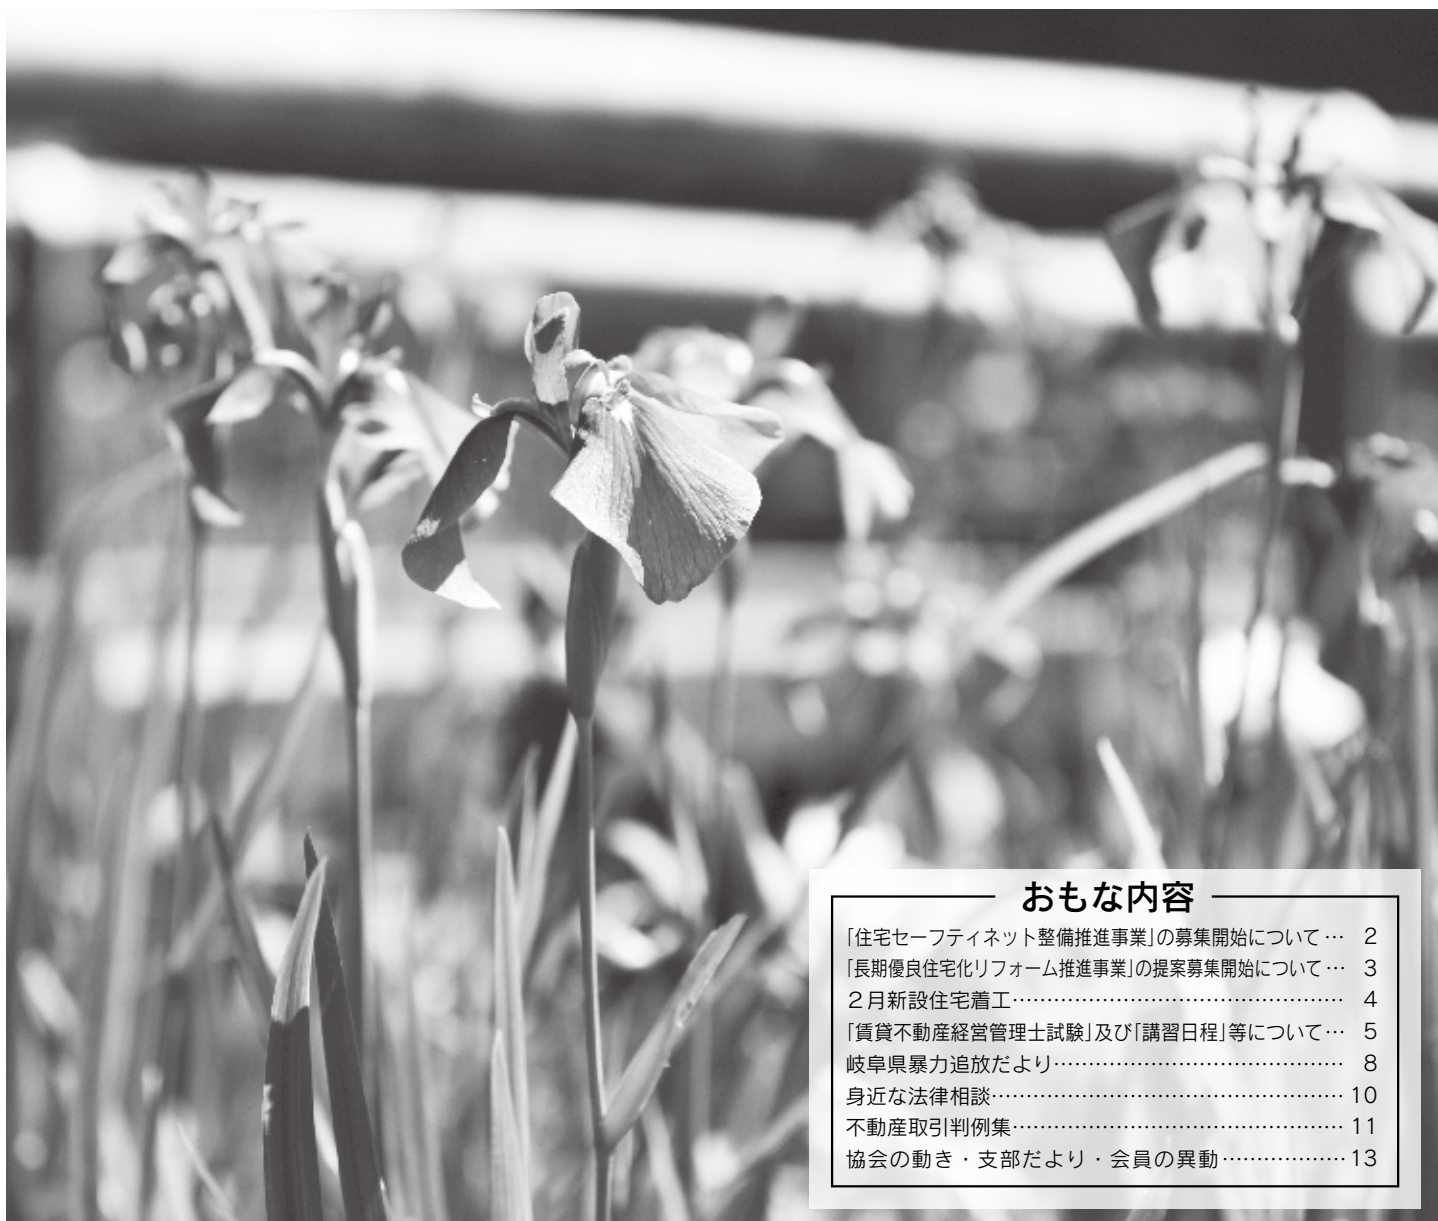 おもな内容
「住宅セーフティネット整備推進事業」の募集開始について… 2
「長期優良住宅化リフォーム推進事業」の提案募集開始について… 3
２月新設住宅着工…………………………………………… 4
「賃貸不動産経営管理士試験」及び「講習日程」等について… 5
岐阜県暴力追放だより……………………………………… 8
身近な法律相談……………………………………………… 10
不動産取引判例集…………………………………………… 11
協会の動き・支部だより・会員の異動……………… 13